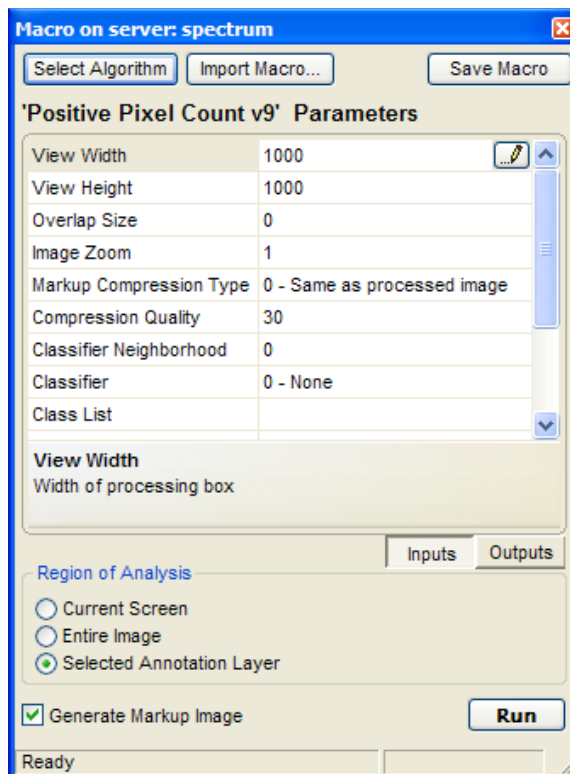 Macro on server: spectrum
Select Algorithm Import Macro... Save Macro
'Positive Pixel Count v9' Parameters
View Width 1000
View Height 1000
Overlap Size 0
Image Zoom 1
Markup Compression Type 0 - Same as processed image
Compression Quality 30
Classifier Neighborhood 0
Classifier 0 - None
Class List
View Width
Width of processing box
Inputs Outputs
Region of Analysis
Current Screen
Entire Image
Selected Annotation Layer
Generate Markup Image Run
Ready